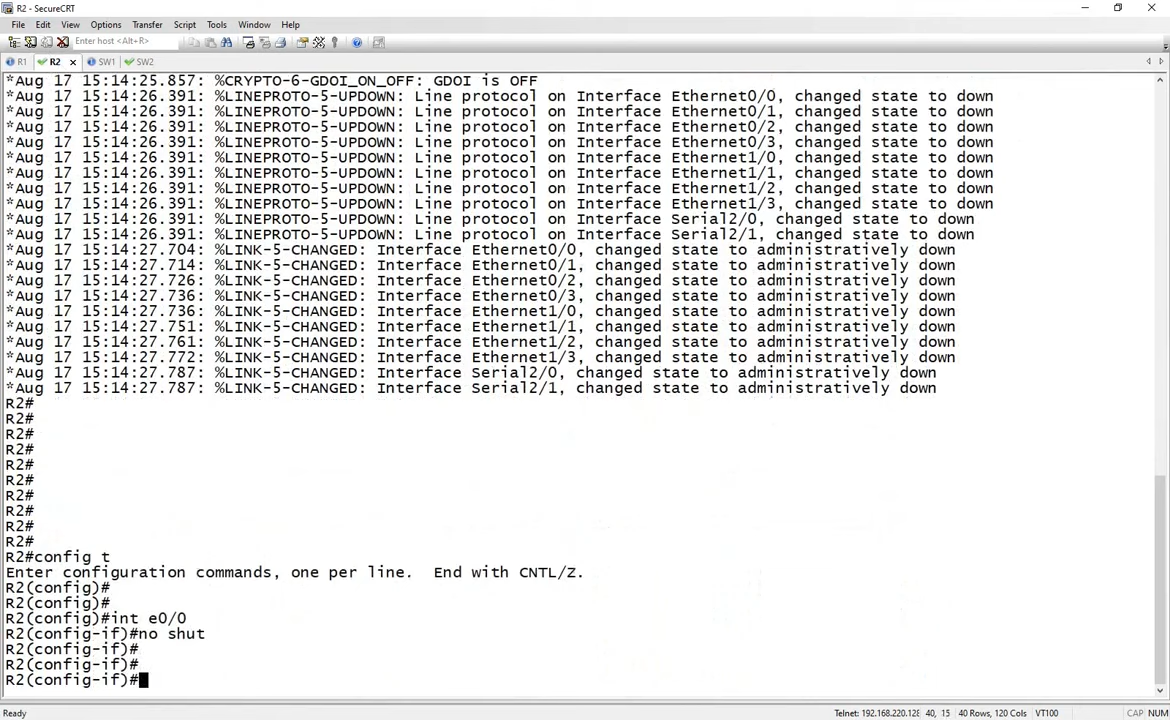 R2 - SecureCRT
File Edit View Options Transfer Script Tools Window Help
Enter host <Alt+R>
R1 R2 SW1 SW2
*Aug 17 15:14:25.857: %CRYPTO-6-GDOI_ON_OFF: GDOI is OFF
*Aug 17 15:14:26.391: %LINEPROTO-5-UPDOWN: Line protocol on Interface Ethernet0/0, changed state to down
*Aug 17 15:14:26.391: %LINEPROTO-5-UPDOWN: Line protocol on Interface Ethernet0/1, changed state to down
*Aug 17 15:14:26.391: %LINEPROTO-5-UPDOWN: Line protocol on Interface Ethernet0/2, changed state to down
*Aug 17 15:14:26.391: %LINEPROTO-5-UPDOWN: Line protocol on Interface Ethernet0/3, changed state to down
*Aug 17 15:14:26.391: %LINEPROTO-5-UPDOWN: Line protocol on Interface Ethernet1/0, changed state to down
*Aug 17 15:14:26.391: %LINEPROTO-5-UPDOWN: Line protocol on Interface Ethernet1/1, changed state to down
*Aug 17 15:14:26.391: %LINEPROTO-5-UPDOWN: Line protocol on Interface Ethernet1/2, changed state to down
*Aug 17 15:14:26.391: %LINEPROTO-5-UPDOWN: Line protocol on Interface Ethernet1/3, changed state to down
*Aug 17 15:14:26.391: %LINEPROTO-5-UPDOWN: Line protocol on Interface Serial2/0, changed state to down
*Aug 17 15:14:26.391: %LINEPROTO-5-UPDOWN: Line protocol on Interface Serial2/1, changed state to down
*Aug 17 15:14:27.704: %LINK-5-CHANGED: Interface Ethernet0/0, changed state to administratively down
*Aug 17 15:14:27.714: %LINK-5-CHANGED: Interface Ethernet0/1, changed state to administratively down
*Aug 17 15:14:27.726: %LINK-5-CHANGED: Interface Ethernet0/2, changed state to administratively down
*Aug 17 15:14:27.736: %LINK-5-CHANGED: Interface Ethernet0/3, changed state to administratively down
*Aug 17 15:14:27.736: %LINK-5-CHANGED: Interface Ethernet1/0, changed state to administratively down
*Aug 17 15:14:27.751: %LINK-5-CHANGED: Interface Ethernet1/1, changed state to administratively down
*Aug 17 15:14:27.761: %LINK-5-CHANGED: Interface Ethernet1/2, changed state to administratively down
*Aug 17 15:14:27.772: %LINK-5-CHANGED: Interface Ethernet1/3, changed state to administratively down
*Aug 17 15:14:27.787: %LINK-5-CHANGED: Interface Serial2/0, changed state to administratively down
*Aug 17 15:14:27.787: %LINK-5-CHANGED: Interface Serial2/1, changed state to administratively down
R2#
R2#
R2#
R2#
R2#
R2#
R2#
R2#
R2#
R2#
R2#config t
Enter configuration commands, one per line.  End with CNTL/Z.
R2(config)#
R2(config)#
R2(config)#int e0/0
R2(config-if)#no shut
R2(config-if)#
R2(config-if)#
R2(config-if)#
Ready Telnet: 192.168.220.128 40, 15 40 Rows, 120 Cols VT100 CAP NUM